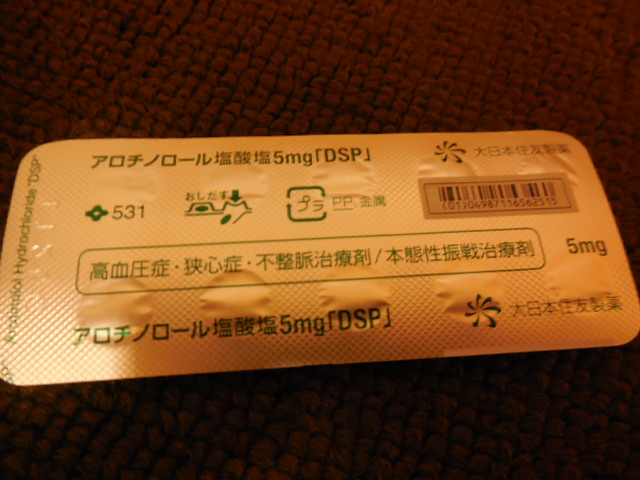 アロチノロール塩酸塩5mg「DSP」
大日本住友製薬
531
おしだす
プラ PP, 金属
(01)04987116562515
高血圧症・狭心症・不整脈治療剤/本態性振戦治療剤
5mg
アロチノロール塩酸塩5mg「DSP」
大日本住友製薬
Hydrochloride "DSP"